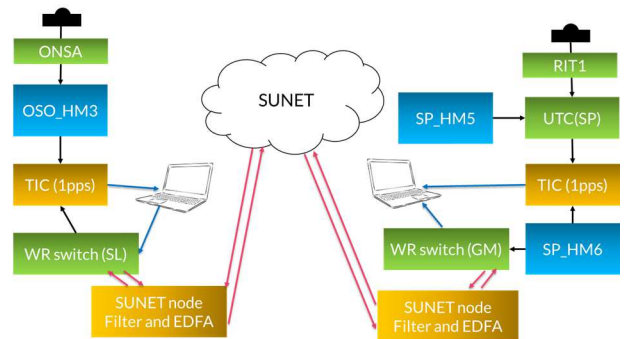 ONSA
OSO_HM3
TIC (1pps)
WR switch (SL)
SUNET node
Filter and EDFA
SUNET
RIT1
SP_HM5
UTC(SP)
TIC (1pps)
WR switch (GM)
SP_HM6
SUNET node
Filter and EDFA